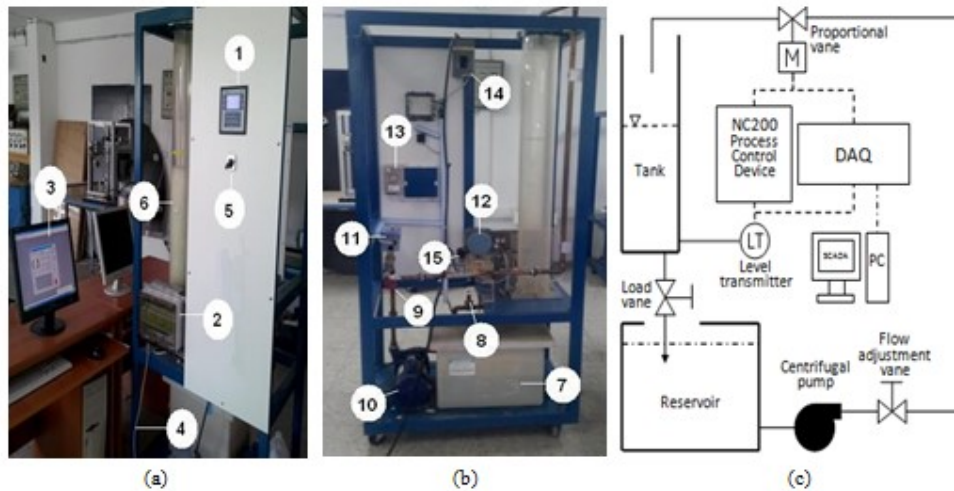 1
2
3
4
5
6
(a)
7
8
9
10
11
12
13
14
15
(b)
Proportional
vane
M
NC200
Process
Control
Device
DAQ
Tank
LT
Level
transmitter
SCADA
PC
Load
vane
Reservoir
Centrifugal
pump
Flow
adjustment
vane
(c)